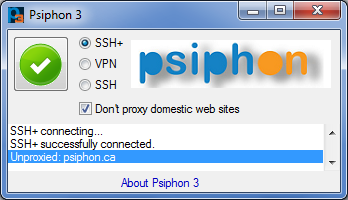 Psiphon 3
SSH+
VPN
SSH
psiphon
Don't proxy domestic web sites
SSH+ connecting...
SSH+ successfully connected.
Unproxied: psiphon.ca
About Psiphon 3